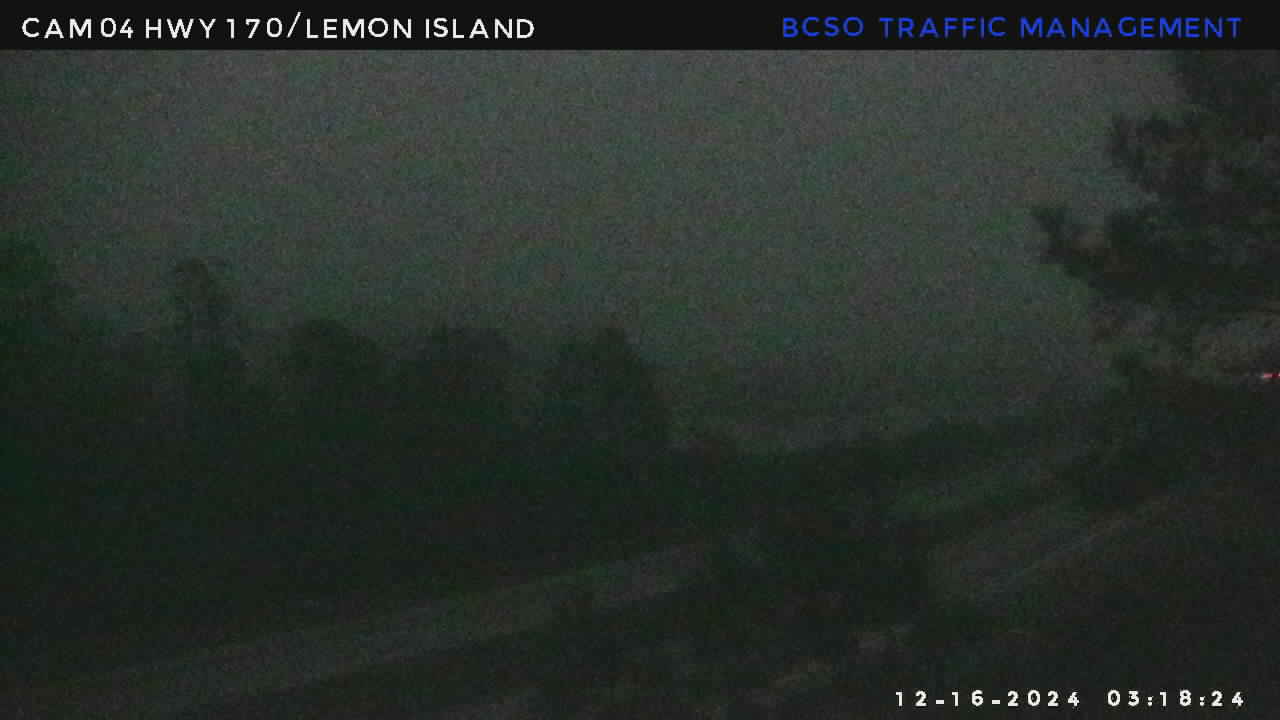 CAM04 HWY 170/LEMON ISLAND
BCSO TRAFFIC MANAGEMENT
12-16-2024 03:18:24